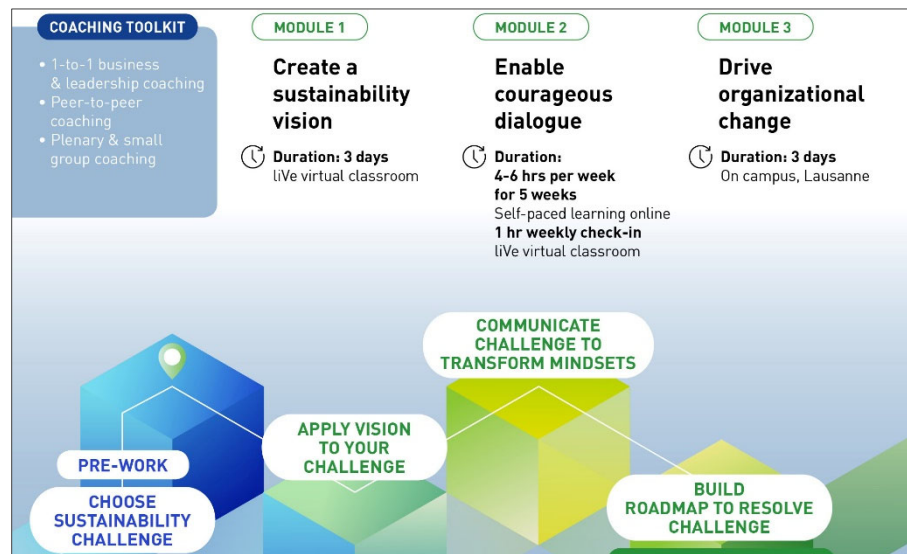 COACHING TOOLKIT
• 1-to-1 business
& leadership coaching
• Peer-to-peer
coaching
• Plenary & small
group coaching
MODULE 1
Create a
sustainability
vision
Duration: 3 days
liVe virtual classroom
MODULE 2
Enable
courageous
dialogue
Duration:
4-6 hrs per week
for 5 weeks
Self-paced learning online
1 hr weekly check-in
liVe virtual classroom
MODULE 3
Drive
organizational
change
Duration: 3 days
On campus, Lausanne
PRE-WORK
CHOOSE
SUSTAINABILITY
CHALLENGE
APPLY VISION
TO YOUR
CHALLENGE
COMMUNICATE
CHALLENGE TO
TRANSFORM MINDSETS
BUILD
ROADMAP TO RESOLVE
CHALLENGE